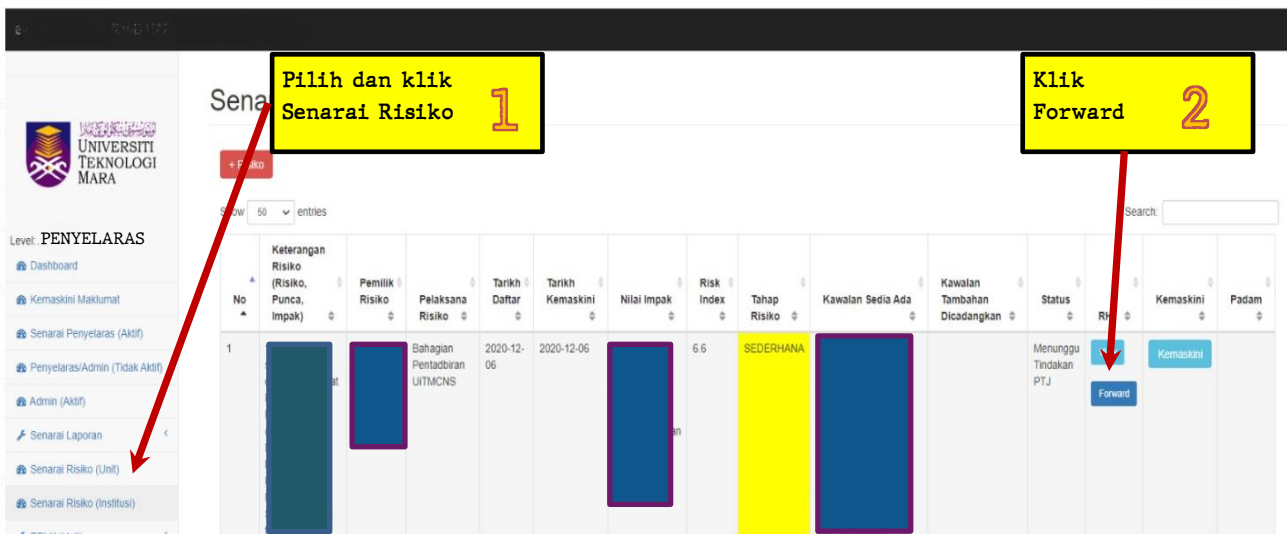 Pilih dan klik
Senarai Risiko
1
Klik
Forward
2
UNIVERSITI
TEKNOLOGI
MARA
+ Risiko
Show 50 entries
Search:
Level: PENYELARAS
Dashboard
Kemaskini Maklumat
Senarai Penyelaras (Aktif)
Penyelaras/Admin (Tidak Aktif)
Admin (Aktif)
Senarai Laporan
Senarai Risiko (Unit)
Senarai Risiko (Institusi)
No
Keterangan
Risiko
(Risiko,
Punca,
Impak)
Pemilik
Risiko
Pelaksana
Risiko
Tarikh
Daftar
Tarikh
Kemaskini
Nilai Impak
Risk
Index
Tahap
Risiko
Kawalan Sedia Ada
Kawalan
Tambahan
Dicadangkan
Status
Kemaskini
Padam
1
Bahagian
Pentadbiran
UiTMCNS
2020-12-
06
2020-12-06
6.6
SEDERHANA
Menunggu
Tindakan
PTJ
Forward
Kemaskini